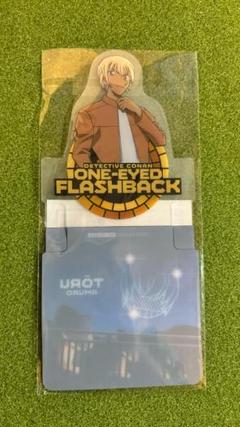 DETECTIVE CONAN
ONE-EYED
FLASHBACK
TŌRU
AMURO